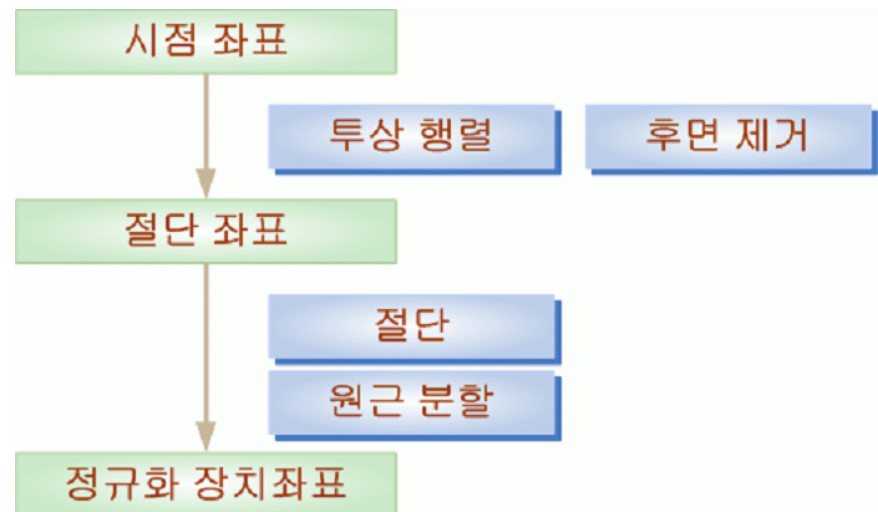 시점 좌표
투상 행렬
후면 제거
절단 좌표
절단
원근 분할
정규화 장치좌표